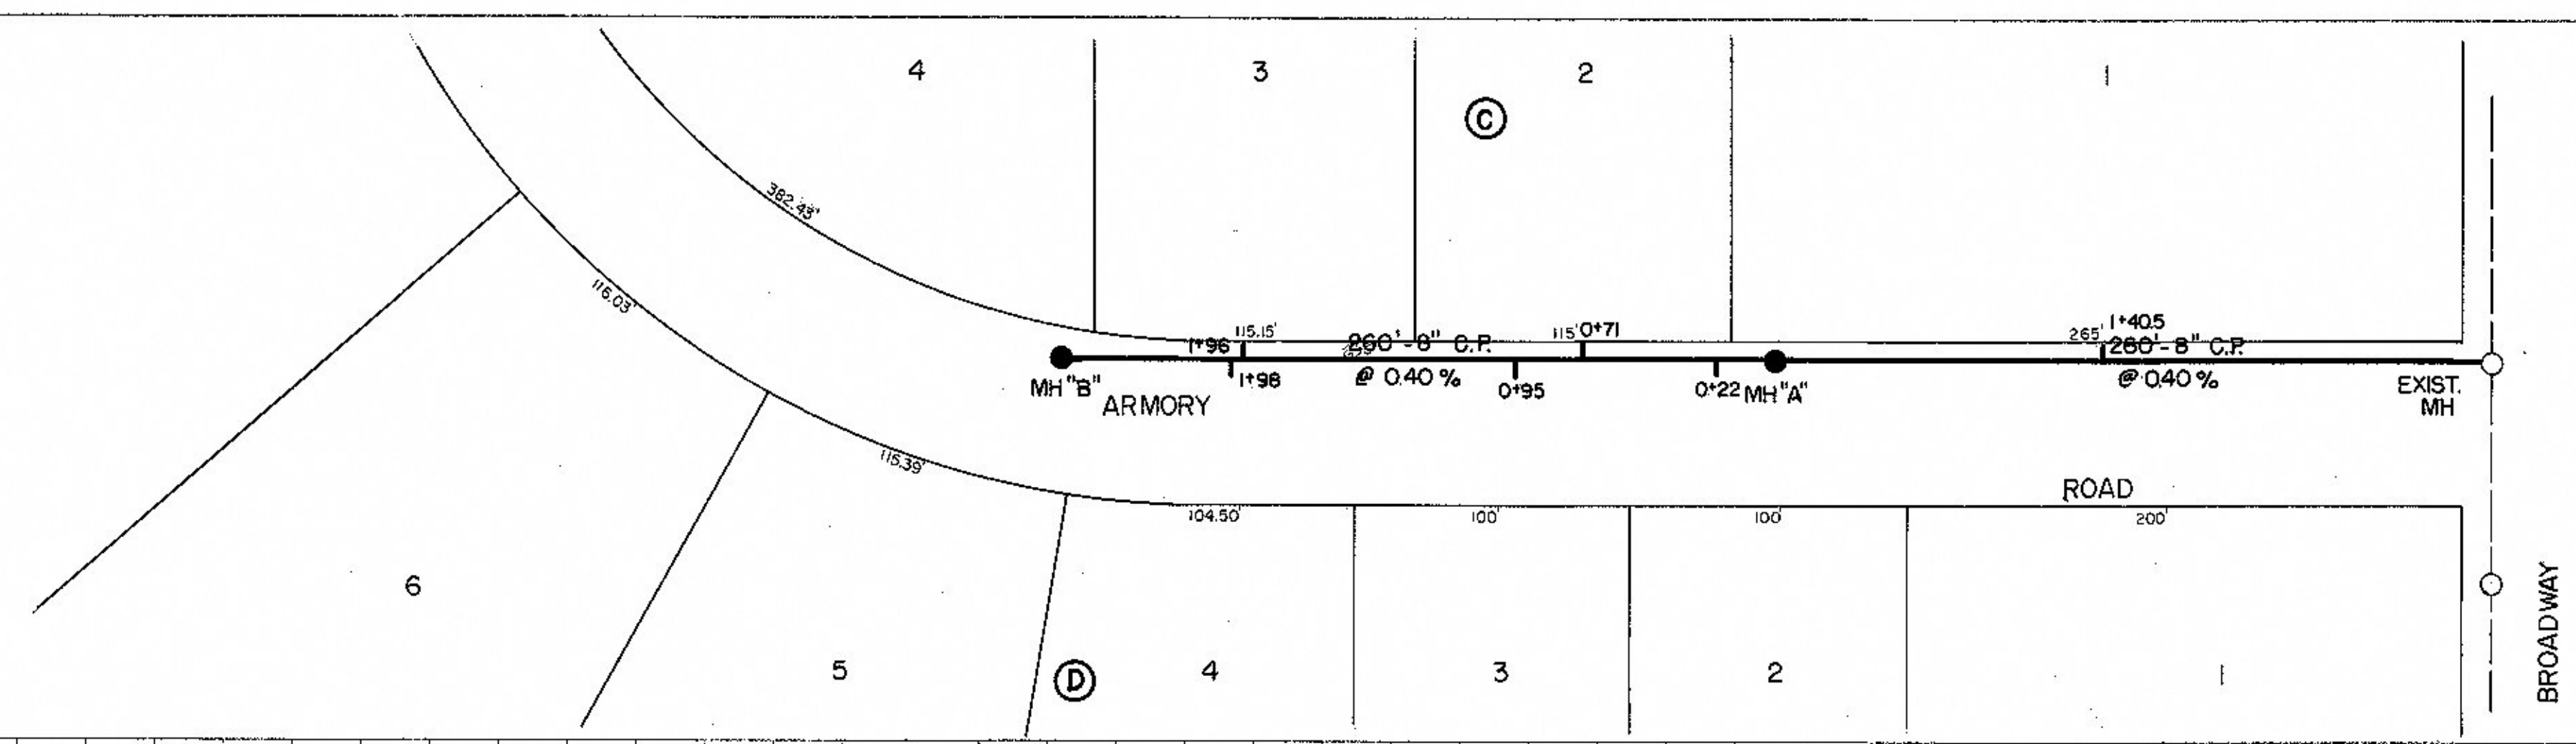 4
3
2
1
C
382.43'
116.03'
115.39'
1+96
115.15'
260' - 8" C.P.
@ 0.40 %
115'
0+71
265'
1+40.5
260' - 8" C.P.
@ 0.40 %
MH "B"
1+98
0+95
0+22
MH "A"
EXIST.
MH
ARMORY
ROAD
104.50'
100'
100'
200'
6
5
D
4
3
2
1
BROADWAY